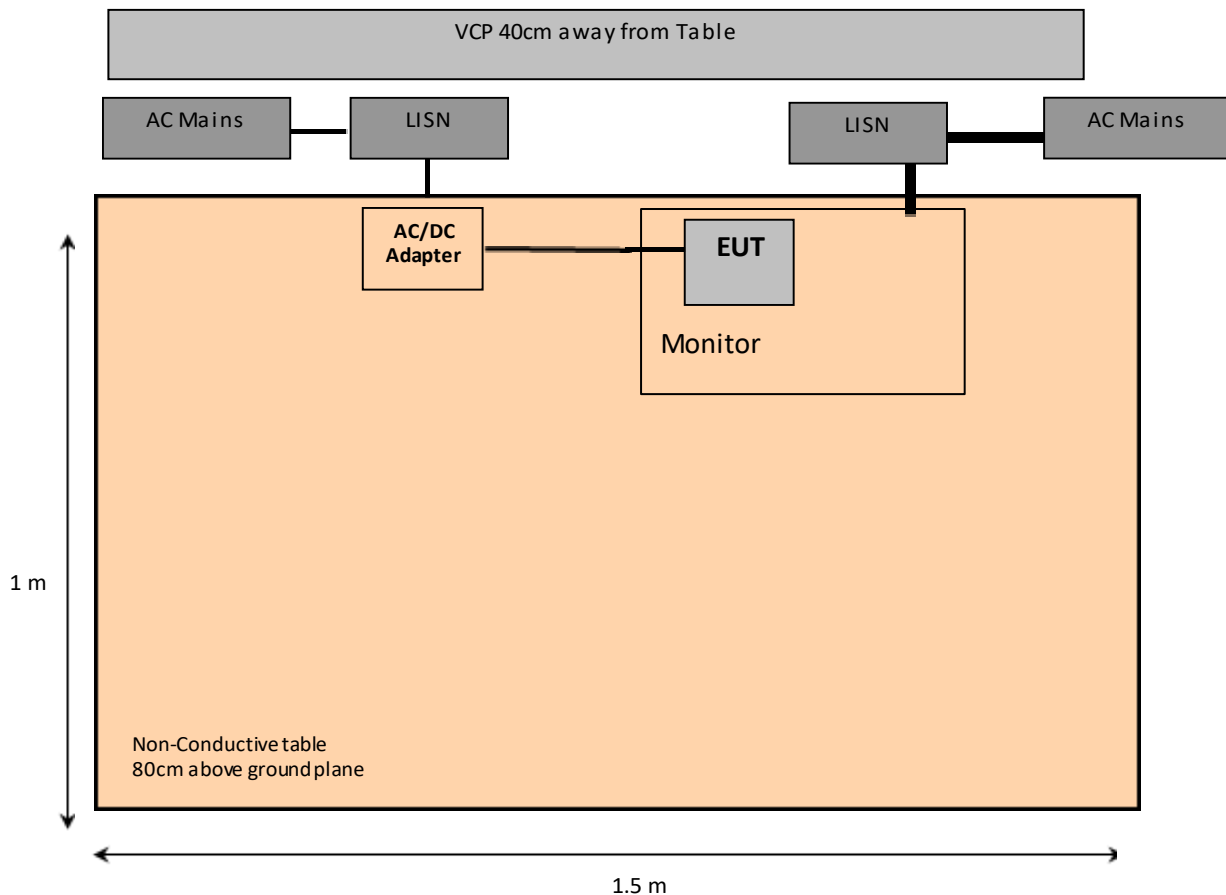 VCP 40cm away from Table
AC Mains
LISN
LISN
AC Mains
AC/DC
Adapter
EUT
Monitor
1 m
Non-Conductive table
80cm above ground plane
1.5 m